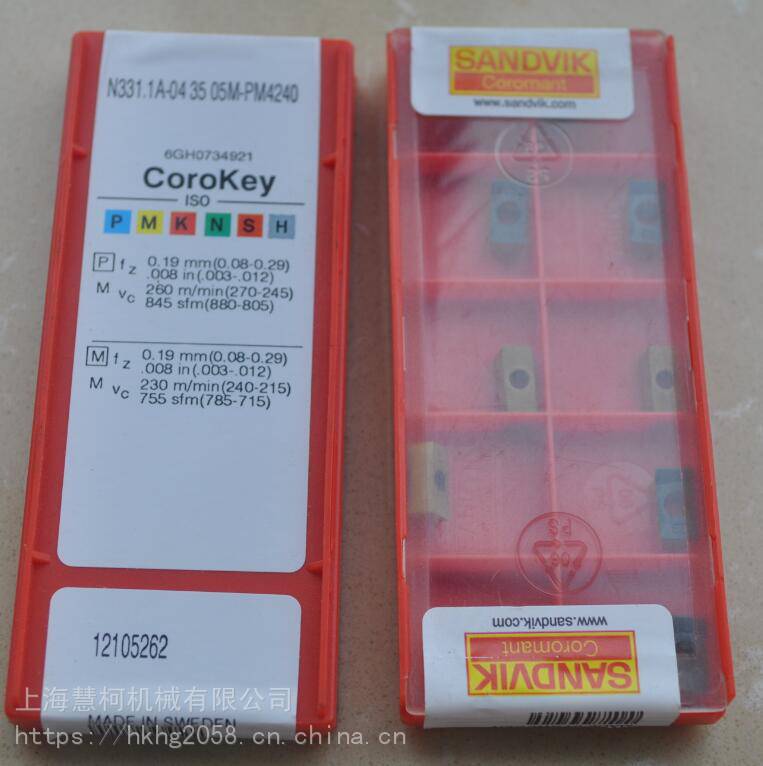 N331.1A-04 35 05M-PM4240
6GH0734921
CoroKey
ISO
P M K N S H
P fz 0.19 mm(0.08-0.29)
.008 in(.003-.012)
M vc 260 m/min(270-245)
845 sfm(880-805)
M fz 0.19 mm(0.08-0.29)
.008 in(.003-.012)
M vc 230 m/min(240-215)
755 sfm(785-715)
12105262
MADE IN SWEDEN
SANDVIK
Coromant
www.sandvik.com
PS
www.sandvik.com
SANDVIK
Coromant
上海慧柯机械有限公司
https://hkhg2058.cn.china.cn/